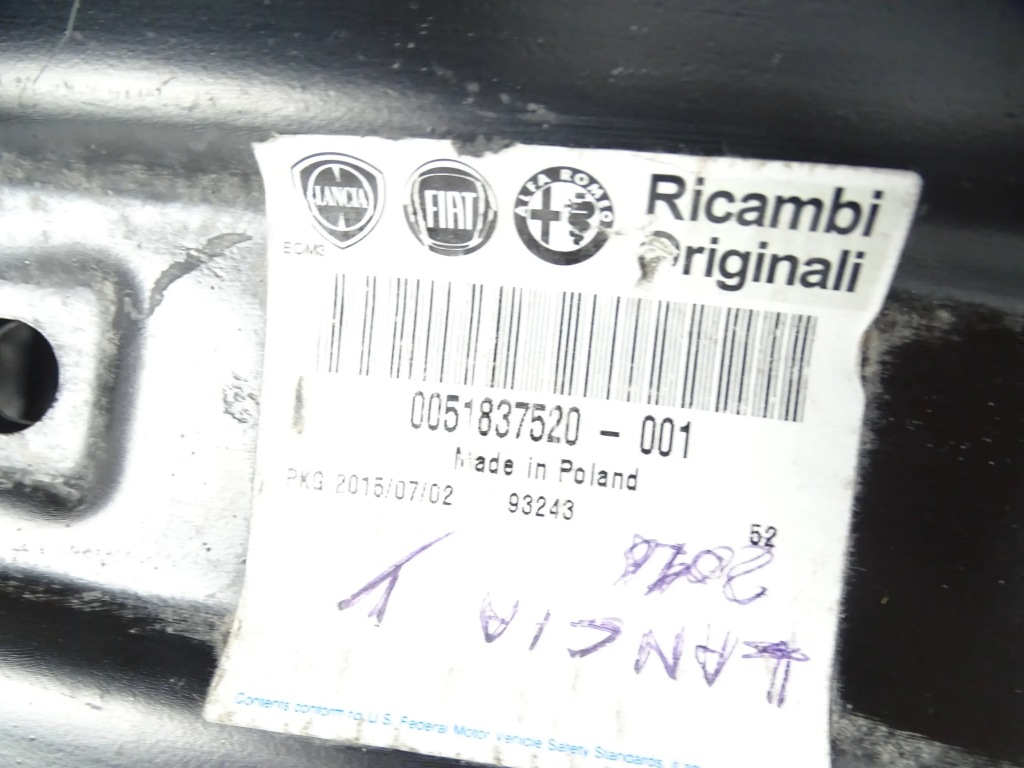 LANCIA FIAT ALFA ROMEO Ricambi
Originali
0051837520 - 001
Made in Poland
PKG 2015/07/02 93243
52
LANCIA Y
Contents conform to U.S. Federal Motor Vehicle Safety Standards,